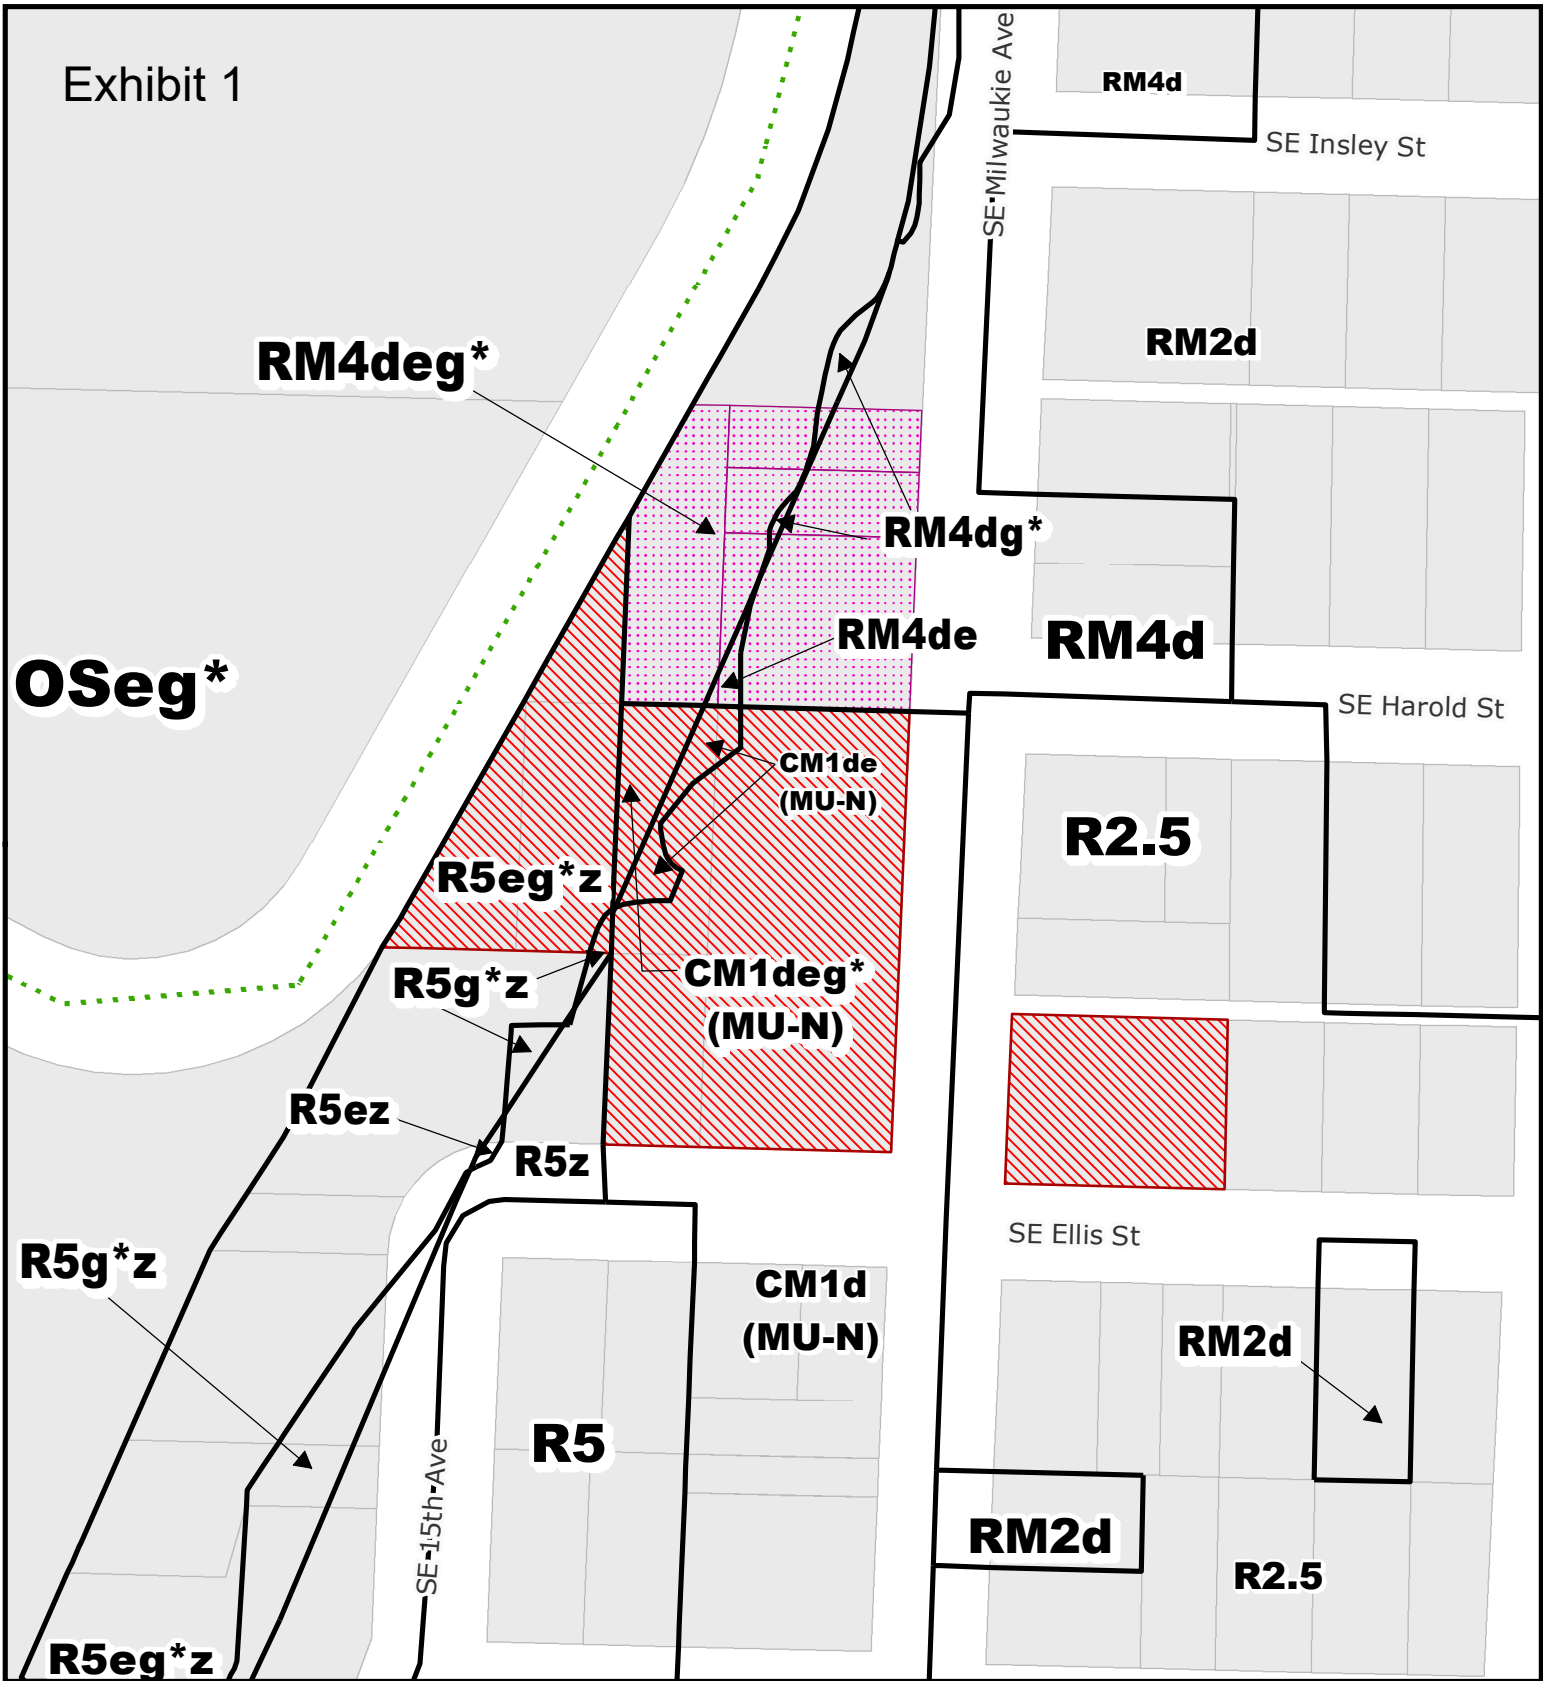 Exhibit 1
SE Milwaukie Ave
RM4d
SE Insley St
RM4deg*
RM2d
RM4dg*
RM4de
RM4d
OSeg*
SE Harold St
CM1de
(MU-N)
R2.5
R5eg*z
R5g*z
CM1deg*
(MU-N)
R5ez
R5z
SE Ellis St
R5g*z
CM1d
(MU-N)
RM2d
R5
SE 15th Ave
RM2d
R2.5
R5eg*z